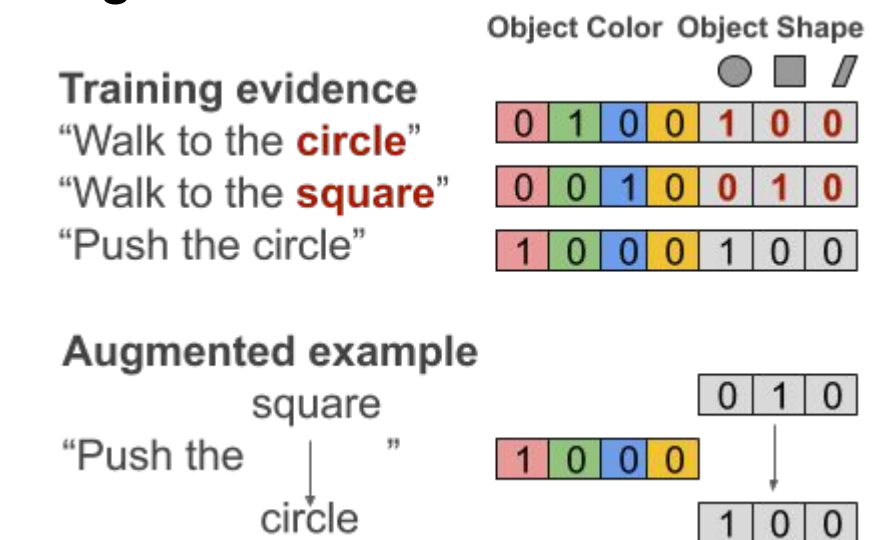 Object Color Object Shape
Training evidence
“Walk to the circle”
0 1 0 0 1 0 0
“Walk to the square”
0 0 1 0 0 1 0
“Push the circle”
1 0 0 0 1 0 0
Augmented example
square
0 1 0
“Push the ”
1 0 0 0
circle
1 0 0